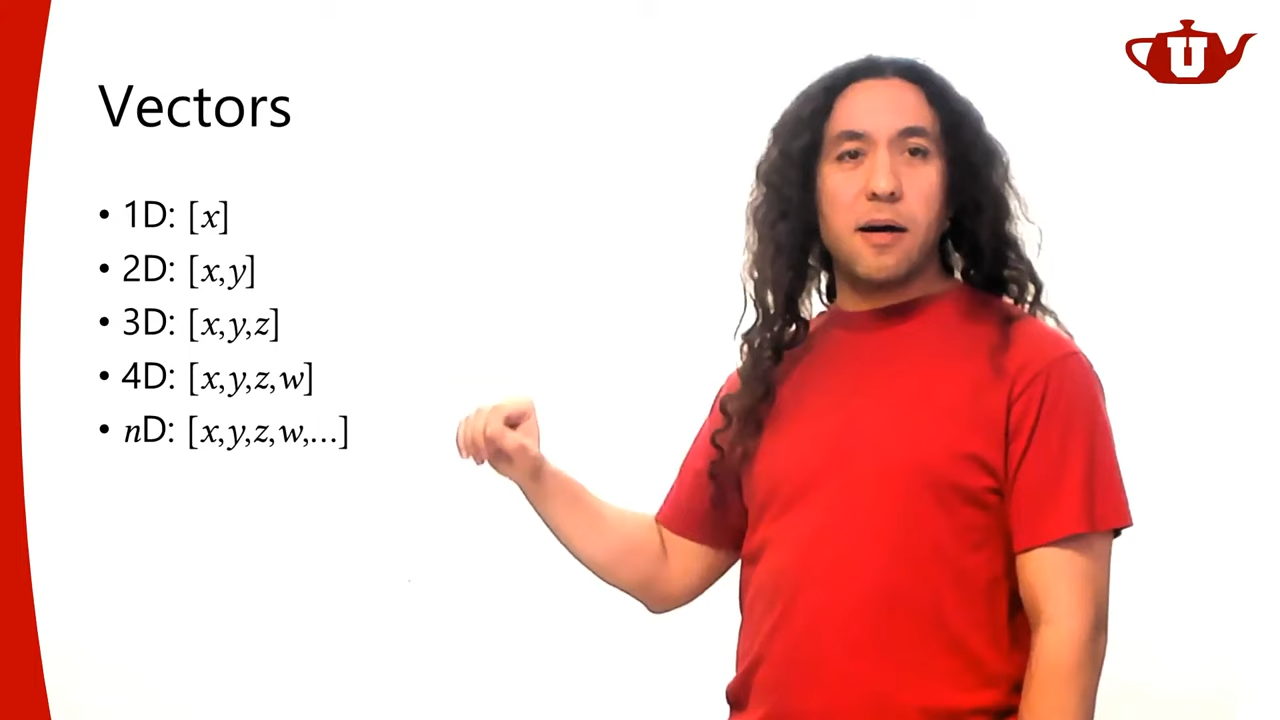 U
Vectors
• 1D: [x]
• 2D: [x,y]
• 3D: [x,y,z]
• 4D: [x,y,z,w]
• nD: [x,y,z,w,…]